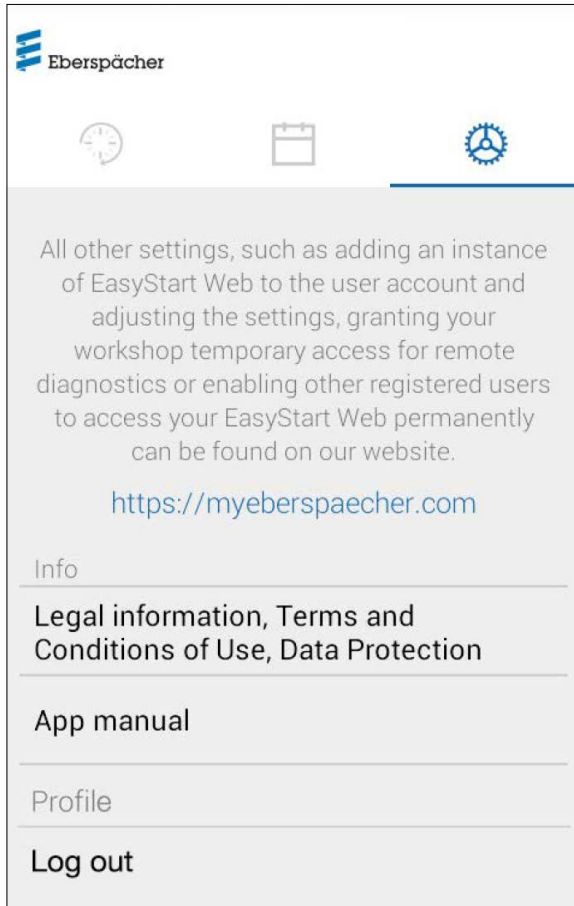 Eberspächer
All other settings, such as adding an instance
of EasyStart Web to the user account and
adjusting the settings, granting your
workshop temporary access for remote
diagnostics or enabling other registered users
to access your EasyStart Web permanently
can be found on our website.
https://myeberspaecher.com
Info
Legal information, Terms and
Conditions of Use, Data Protection
App manual
Profile
Log out